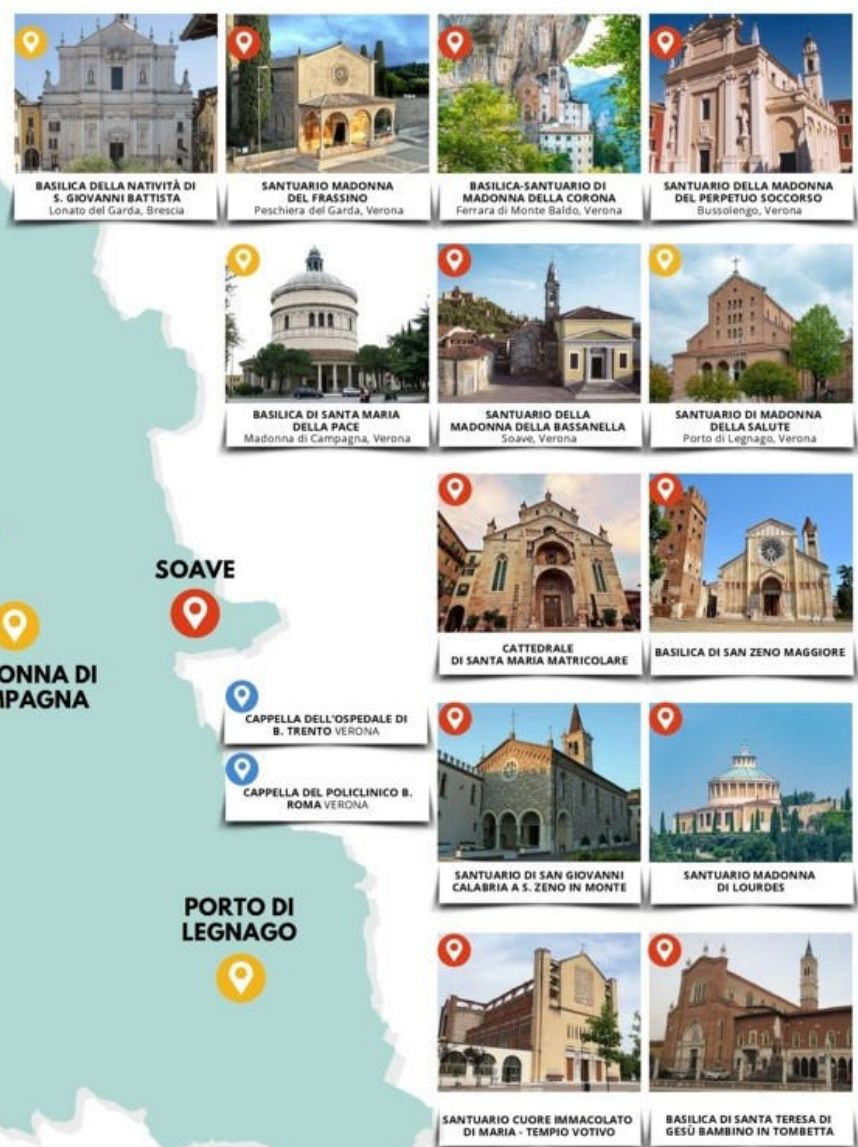 BASILICA DELLA NATIVITÀ DI
S. GIOVANNI BATTISTA
Lonato del Garda, Brescia
SANTUARIO MADONNA
DEL FRASSINO
Peschiera del Garda, Verona
BASILICA-SANTUARIO DI
MADONNA DELLA CORONA
Ferrara di Monte Baldo, Verona
SANTUARIO DELLA MADONNA
DEL PERPETUO SOCCORSO
Bussolengo, Verona
BASILICA DI SANTA MARIA
DELLA PACE
Madonna di Campagna, Verona
SANTUARIO DELLA
MADONNA DELLA BASSANELLA
Soave, Verona
SANTUARIO DI MADONNA
DELLA SALUTE
Porto di Legnago, Verona
SOAVE
CATTEDRALE
DI SANTA MARIA MATRICOLARE
BASILICA DI SAN ZENO MAGGIORE
ONNA DI
MPAGNA
CAPPELLA DELL'OSPEDALE DI
B. TRENTO VERONA
CAPPELLA DEL POLICLINICO B.
ROMA VERONA
SANTUARIO DI SAN GIOVANNI
CALABRIA A S. ZENO IN MONTE
SANTUARIO MADONNA
DI LOURDES
PORTO DI
LEGNAGO
SANTUARIO CUORE IMMACOLATO
DI MARIA - TEMPIO VOTIVO
BASILICA DI SANTA TERESA DI
GESÙ BAMBINO IN TOMBETTA